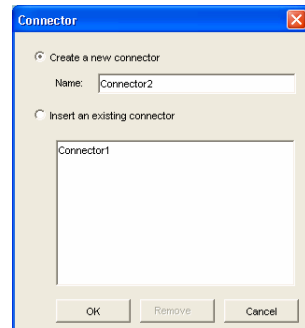 Connector
Create a new connector
Name: Connector2
Insert an existing connector
Connector1
OK Remove Cancel